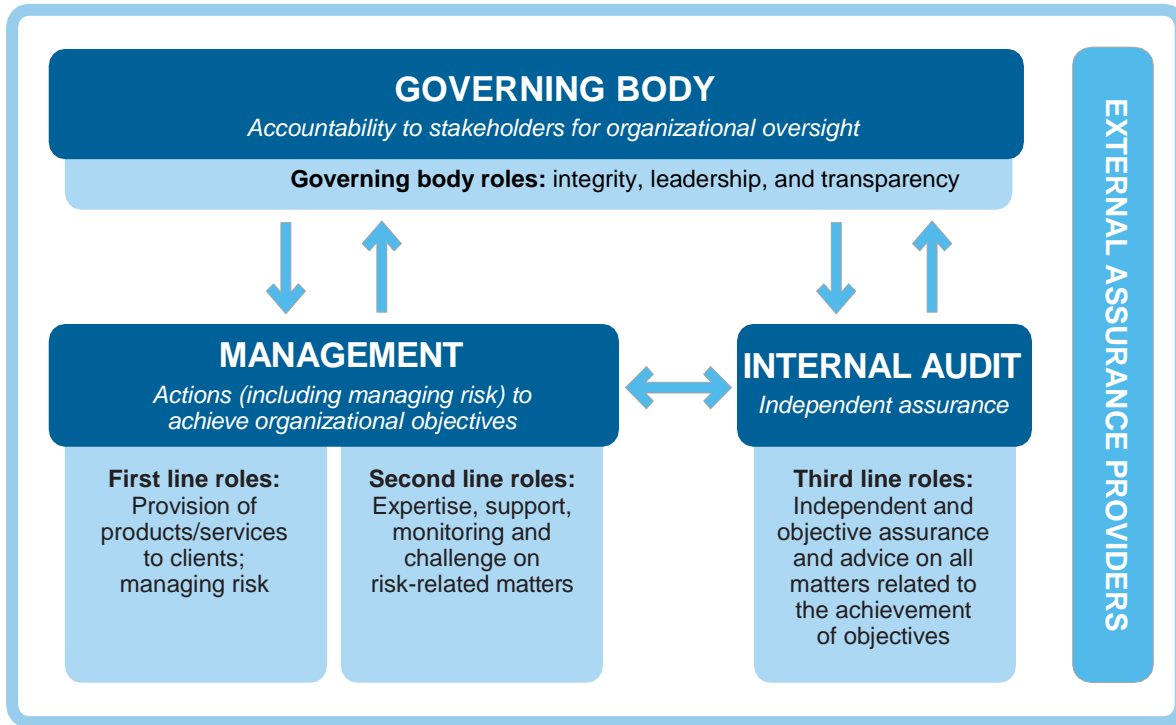 GOVERNING BODY
Accountability to stakeholders for organizational oversight
Governing body roles: integrity, leadership, and transparency
MANAGEMENT
Actions (including managing risk) to
achieve organizational objectives
First line roles:
Provision of
products/services
to clients;
managing risk
Second line roles:
Expertise, support,
monitoring and
challenge on
risk-related matters
INTERNAL AUDIT
Independent assurance
Third line roles:
Independent and
objective assurance
and advice on all
matters related to
the achievement
of objectives
EXTERNAL ASSURANCE PROVIDERS